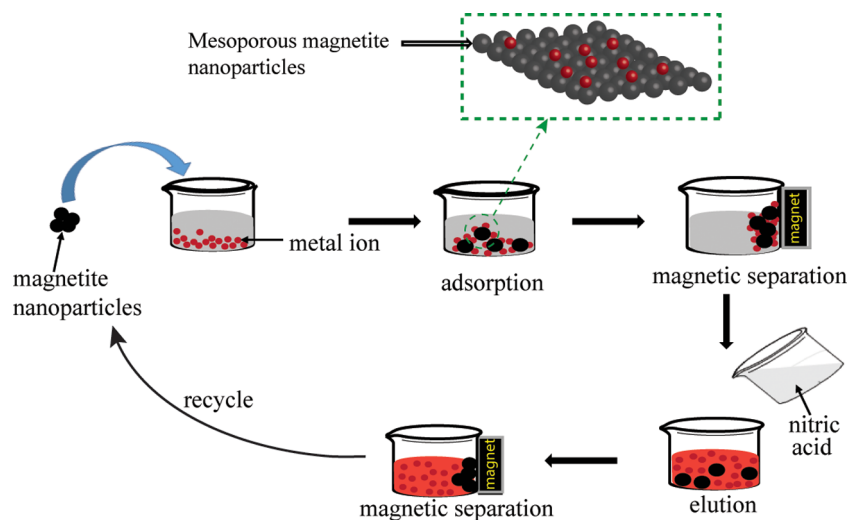 Mesoporous magnetite
nanoparticles
metal ion
magnetite
nanoparticles
adsorption
magnet
magnetic separation
nitric
acid
elution
magnet
magnetic separation
recycle